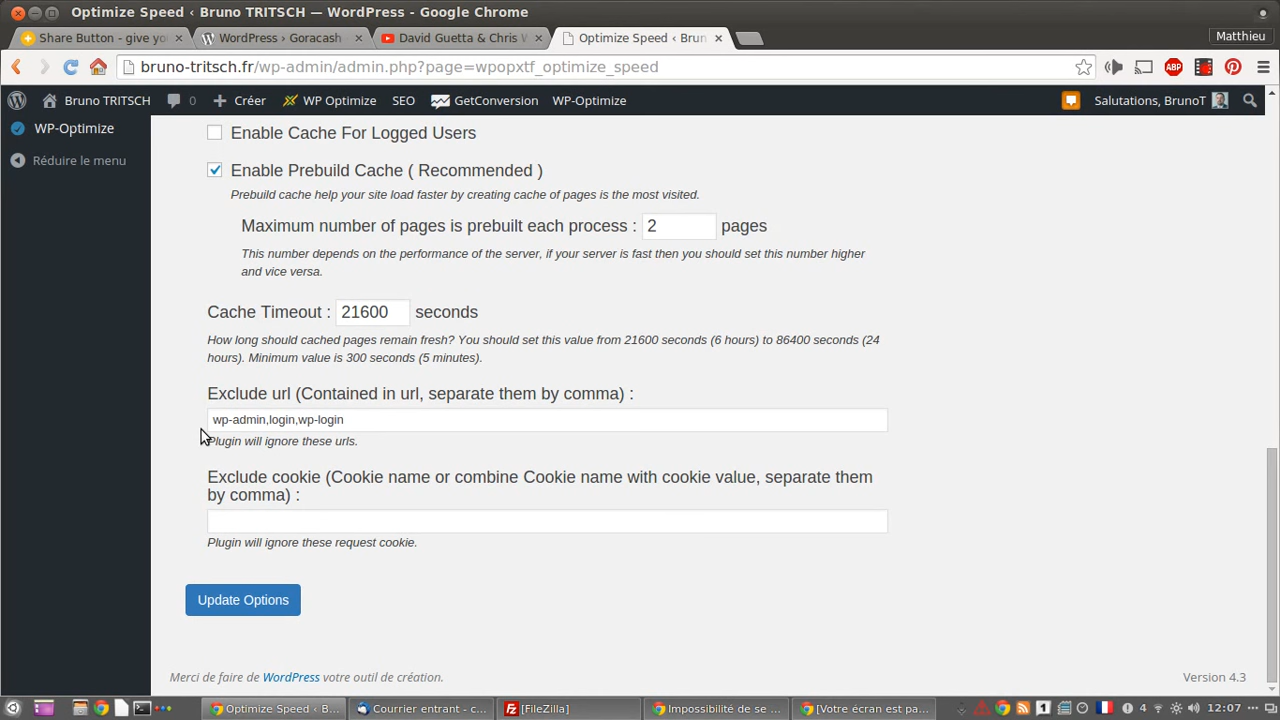 Optimize Speed ‹ Bruno TRITSCH — WordPress - Google Chrome
Share Button - give yo
WordPress › Goracash
David Guetta & Chris W
Optimize Speed ‹ Brun
Matthieu
bruno-tritsch.fr/wp-admin/admin.php?page=wpopxtf_optimize_speed
ABP
Bruno TRITSCH
0
Créer
WP Optimize
SEO
GetConversion
WP-Optimize
Salutations, BrunoT
WP-Optimize
Réduire le menu
Enable Cache For Logged Users
Enable Prebuild Cache ( Recommended )
Prebuild cache help your site load faster by creating cache of pages is the most visited.
Maximum number of pages is prebuilt each process : 2 pages
This number depends on the performance of the server, if your server is fast then you should set this number higher
and vice versa.
Cache Timeout : 21600 seconds
How long should cached pages remain fresh? You should set this value from 21600 seconds (6 hours) to 86400 seconds (24
hours). Minimum value is 300 seconds (5 minutes).
Exclude url (Contained in url, separate them by comma) :
wp-admin,login,wp-login
Plugin will ignore these urls.
Exclude cookie (Cookie name or combine Cookie name with cookie value, separate them
by comma) :
Plugin will ignore these request cookie.
Update Options
Merci de faire de WordPress votre outil de création.
Version 4.3
Optimize Speed ‹ B...
Courrier entrant - c...
[FileZilla]
Impossibilité de se ...
[Votre écran est pa...
1
4
12:07